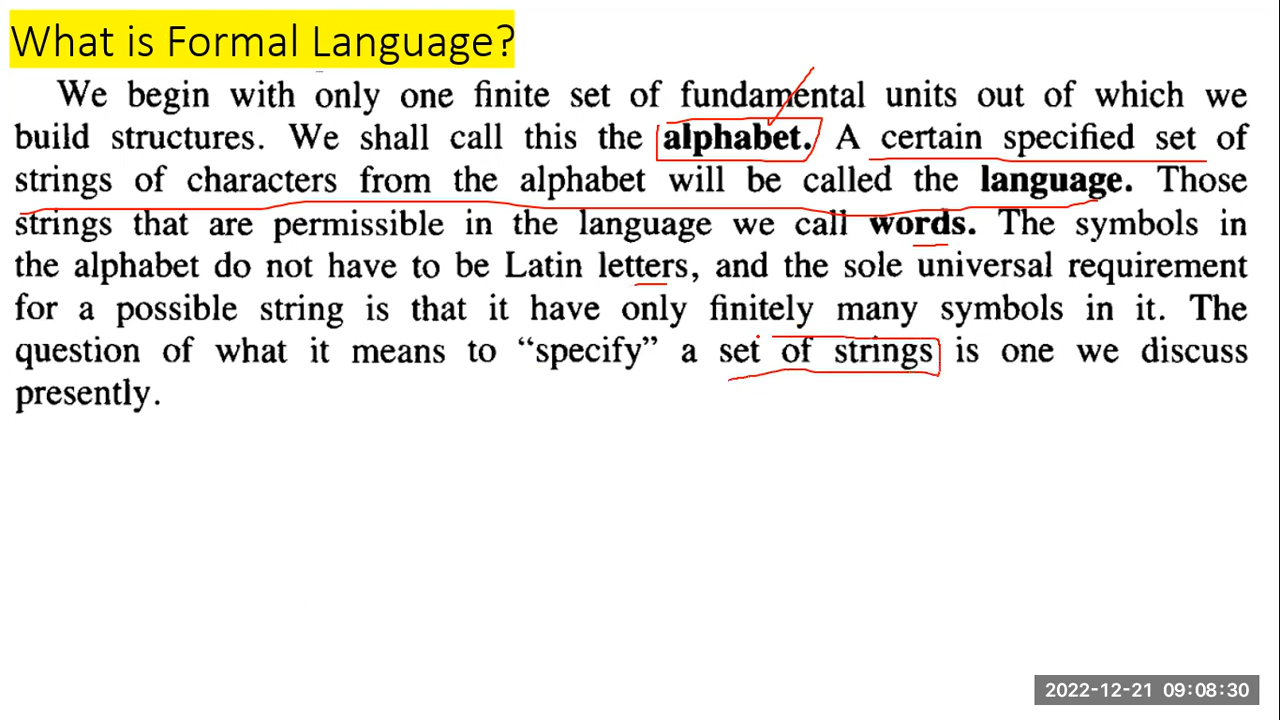 What is Formal Language?
We begin with only one finite set of fundamental units out of which we
build structures. We shall call this the alphabet. A certain specified set of
strings of characters from the alphabet will be called the language. Those
strings that are permissible in the language we call words. The symbols in
the alphabet do not have to be Latin letters, and the sole universal requirement
for a possible string is that it have only finitely many symbols in it. The
question of what it means to “specify” a set of strings is one we discuss
presently.
2022-12-21 09:08:30